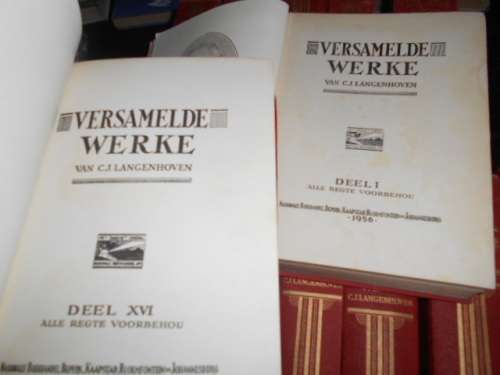 VERSAMELDE
WERKE
VAN C.J. LANGENHOVEN
DEEL XVI
ALLE REGTE VOORBEHOU
VERSAMELDE
WERKE
VAN C.J. LANGENHOVEN
DEEL I
ALLE REGTE VOORBEHOU
1956
C.J. LANGENHOVEN
C.J. LANGENHOVEN